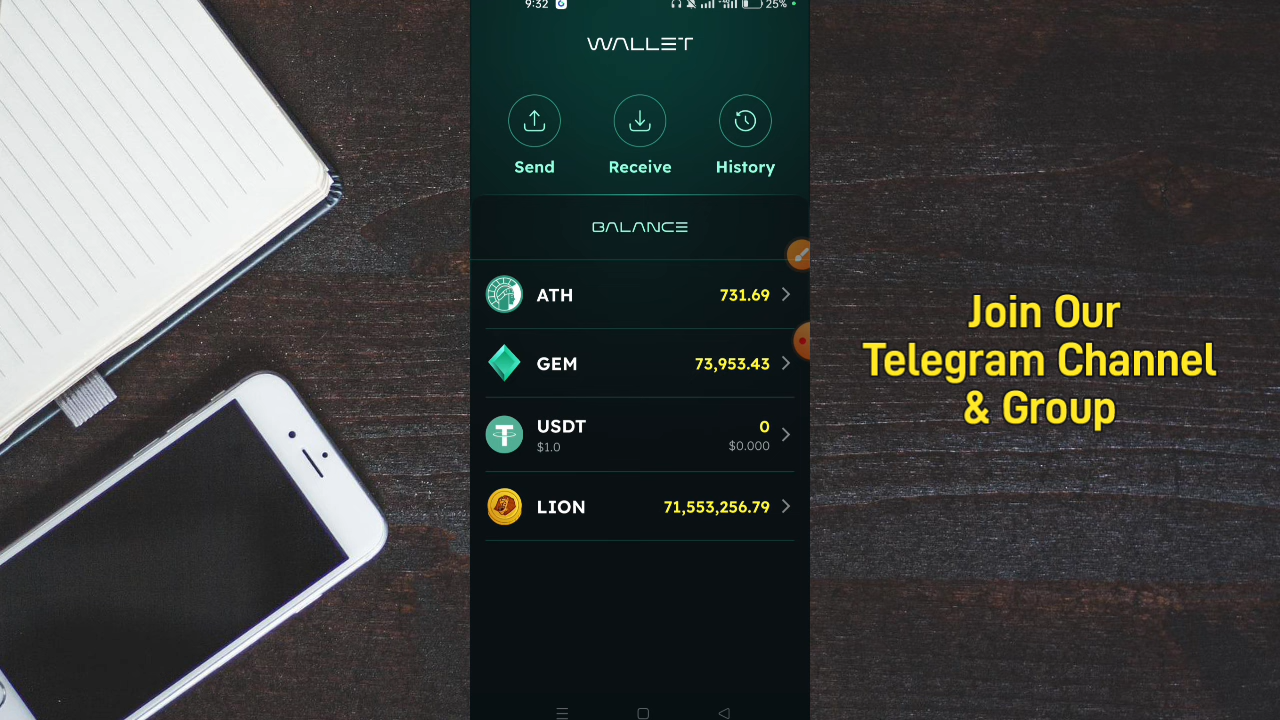 9:32
25%
WALLET
Send
Receive
History
BALANCE
ATH
731.69
GEM
73,953.43
USDT
0
$1.0
$0.000
LION
71,553,256.79
Join Our
Telegram Channel
& Group